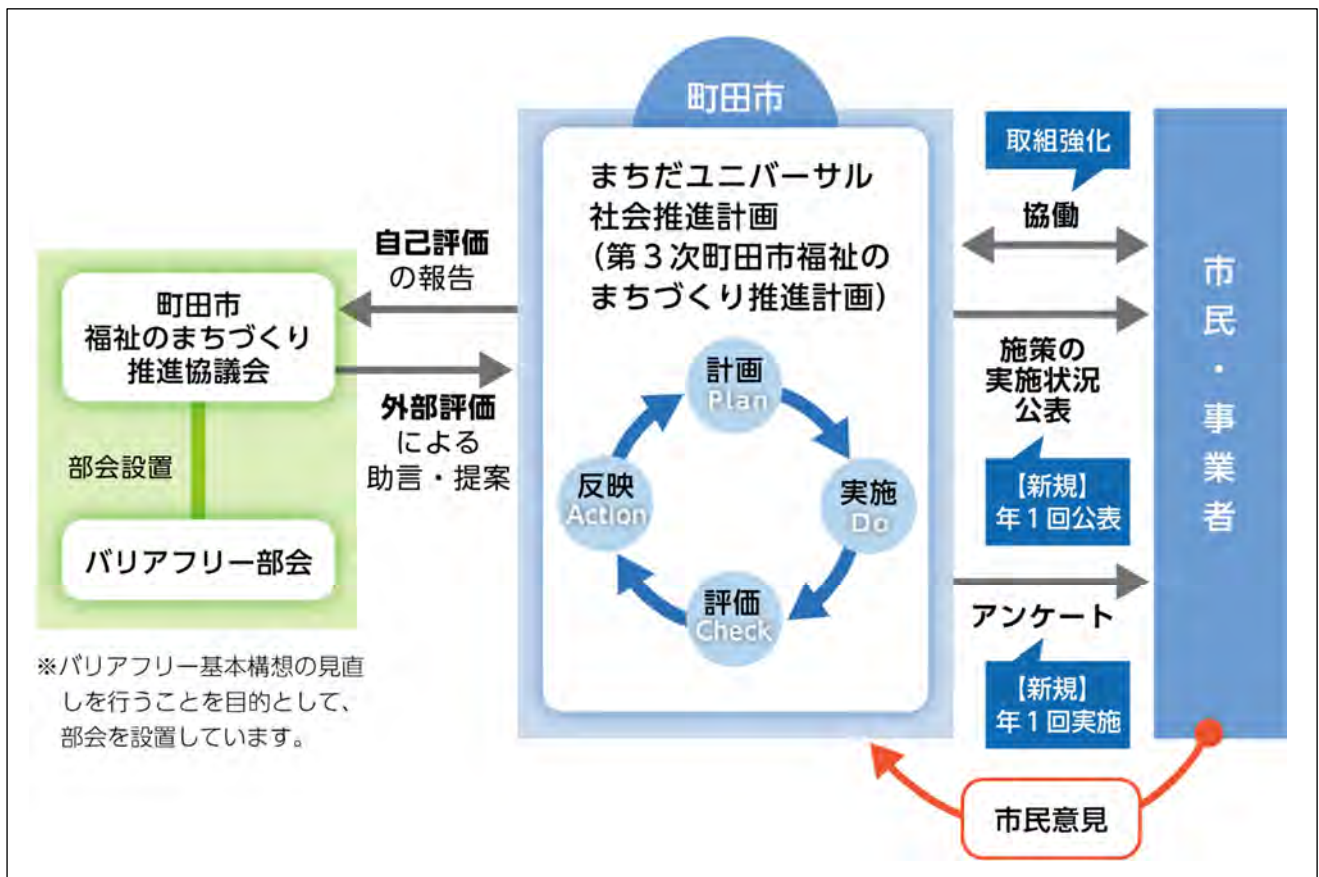 町田市
まちだユニバーサル
社会推進計画
（第３次町田市福祉の
まちづくり推進計画）
計画
Plan
実施
Do
評価
Check
反映
Action
自己評価
の報告
外部評価
による
助言・提案
町田市
福祉のまちづくり
推進協議会
部会設置
バリアフリー部会
※バリアフリー基本構想の見直
しを行うことを目的として、
部会を設置しています。
取組強化
協働
施策の
実施状況
公表
【新規】
年１回公表
アンケート
【新規】
年１回実施
市民・事業者
市民意見